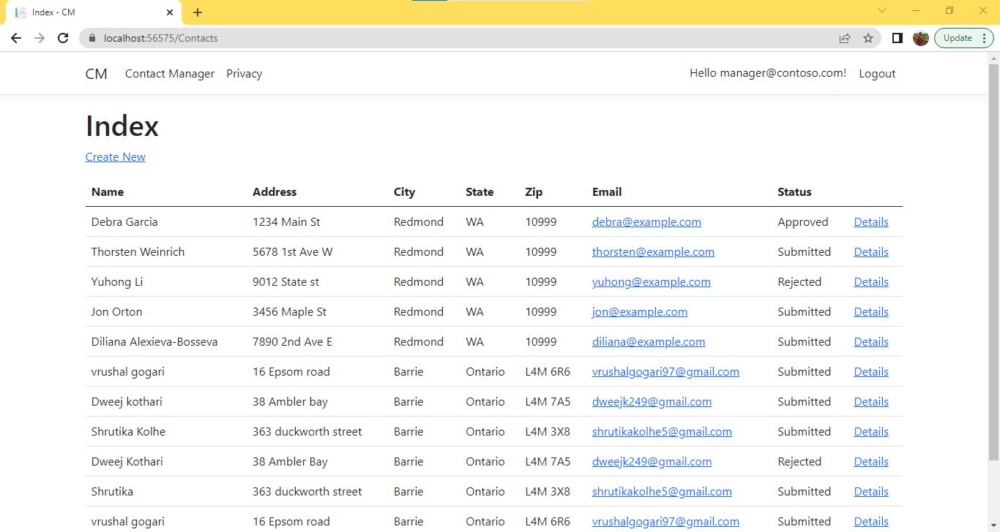 Index - CM
localhost:56575/Contacts
Update
CM Contact Manager Privacy Hello manager@contoso.com! Logout
Index
Create New
Name Address City State Zip Email Status
Debra Garcia 1234 Main St Redmond WA 10999 debra@example.com Approved Details
Thorsten Weinrich 5678 1st Ave W Redmond WA 10999 thorsten@example.com Submitted Details
Yuhong Li 9012 State st Redmond WA 10999 yuhong@example.com Rejected Details
Jon Orton 3456 Maple St Redmond WA 10999 jon@example.com Submitted Details
Diliana Alexieva-Bosseva 7890 2nd Ave E Redmond WA 10999 diliana@example.com Submitted Details
vrushal gogari 16 Epsom road Barrie Ontario L4M 6R6 vrushalgogari97@gmail.com Submitted Details
Dweej kothari 38 Ambler bay Barrie Ontario L4M 7A5 dweejk249@gmail.com Submitted Details
Shrutika Kolhe 363 duckworth street Barrie Ontario L4M 3X8 shrutikakolhe5@gmail.com Submitted Details
Dweej Kothari 38 Ambler Bay Barrie Ontario L4M 7A5 dweejk249@gmail.com Rejected Details
Shrutika 363 duckworth street Barrie Ontario L4M 3X8 shrutikakolhe5@gmail.com Submitted Details
vrushal gogari 16 Epsom road Barrie Ontario L4M 6R6 vrushalgogari97@gmail.com Submitted Details